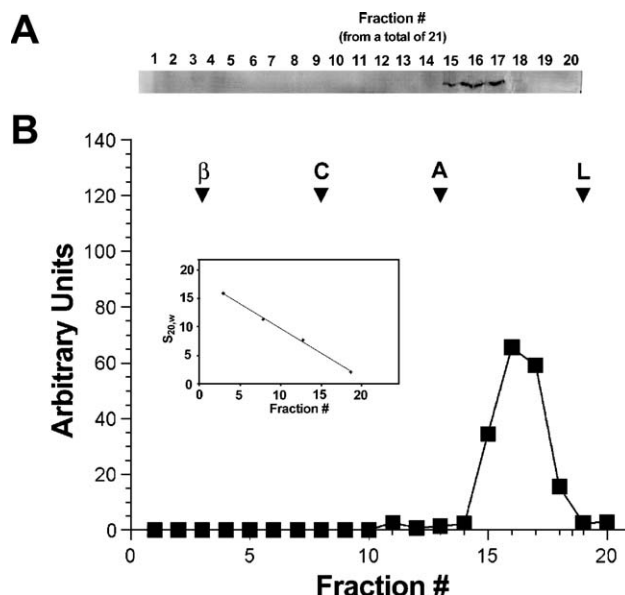 A
Fraction #
(from a total of 21)
1 2 3 4 5 6 7 8 9 10 11 12 13 14 15 16 17 18 19 20
B
140
120
100
80
60
40
20
0
Arbitrary Units
β C A L
20
15
10
5
0
S20,w
0 5 10 15 20
Fraction #
0 5 10 15 20
Fraction #